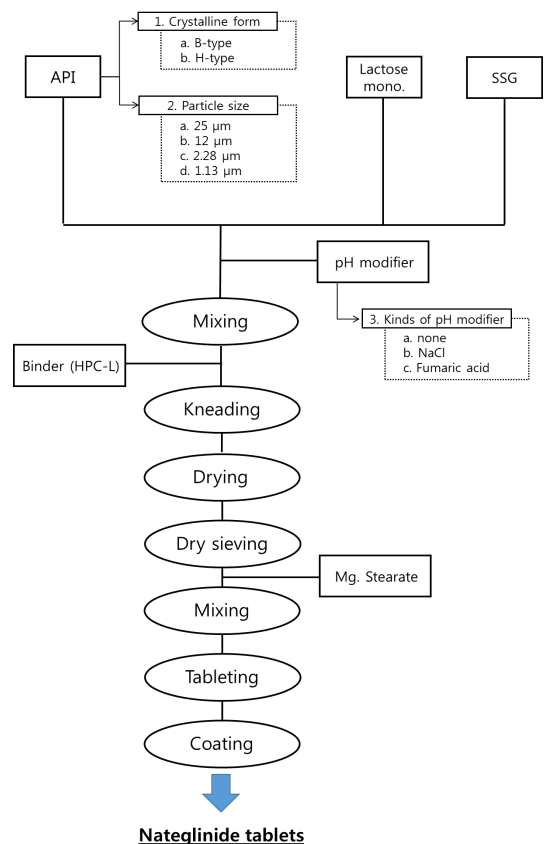 1. Crystalline form
a. B-type
b. H-type
API
Lactose
mono.
SSG
2. Particle size
a. 25 μm
b. 12 μm
c. 2.28 μm
d. 1.13 μm
pH modifier
Mixing
3. Kinds of pH modifier
a. none
b. NaCl
c. Fumaric acid
Binder (HPC-L)
Kneading
Drying
Dry sieving
Mg. Stearate
Mixing
Tableting
Coating
Nateglinide tablets